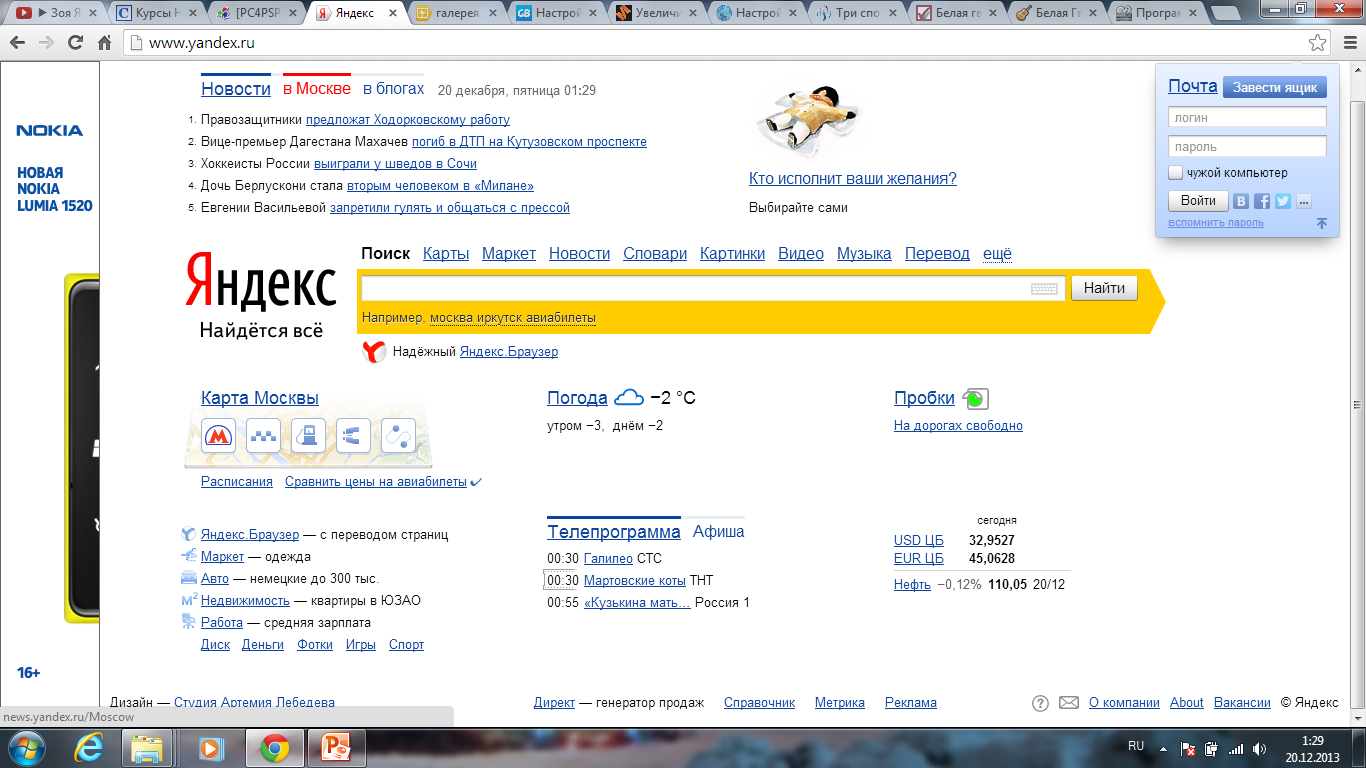 Зоя Я
Курсы Н
[PC4PSP
Яндекс
галерея
Настрой
Увеличи
Настрой
Три спо
Белая гв
Белая Гв
Програм
www.yandex.ru
NOKIA
НОВАЯ
NOKIA
LUMIA 1520
16+
Новости в Москве в блогах 20 декабря, пятница 01:29
1. Правозащитники предложат Ходорковскому работу
2. Вице-премьер Дагестана Махачев погиб в ДТП на Кутузовском проспекте
3. Хоккеисты России выиграли у шведов в Сочи
4. Дочь Берлускони стала вторым человеком в «Милане»
5. Евгении Васильевой запретили гулять и общаться с прессой
Кто исполнит ваши желания?
Выбирайте сами
Почта Завести ящик
логин
пароль
чужой компьютер
Войти
вспомнить пароль
Поиск Карты Маркет Новости Словари Картинки Видео Музыка Перевод ещё
Яндекс
Найдётся всё
Найти
Например, москва иркутск авиабилеты
Надёжный Яндекс.Браузер
Карта Москвы
Расписания Сравнить цены на авиабилеты
Погода −2 °C
утром −3, днём −2
Пробки
На дорогах свободно
Яндекс.Браузер — с переводом страниц
Маркет — одежда
Авто — немецкие до 300 тыс.
Недвижимость — квартиры в ЮЗАО
Работа — средняя зарплата
Диск Деньги Фотки Игры Спорт
Телепрограмма Афиша
00:30 Галилео СТС
00:30 Мартовские коты ТНТ
00:55 «Кузькина мать… Россия 1
сегодня
USD ЦБ 32,9527
EUR ЦБ 45,0628
Нефть −0,12% 110,05 20/12
Дизайн — Студия Артемия Лебедева
Директ — генератор продаж Справочник Метрика Реклама
О компании About Вакансии © Яндекс
news.yandex.ru/Moscow
RU
1:29
20.12.2013